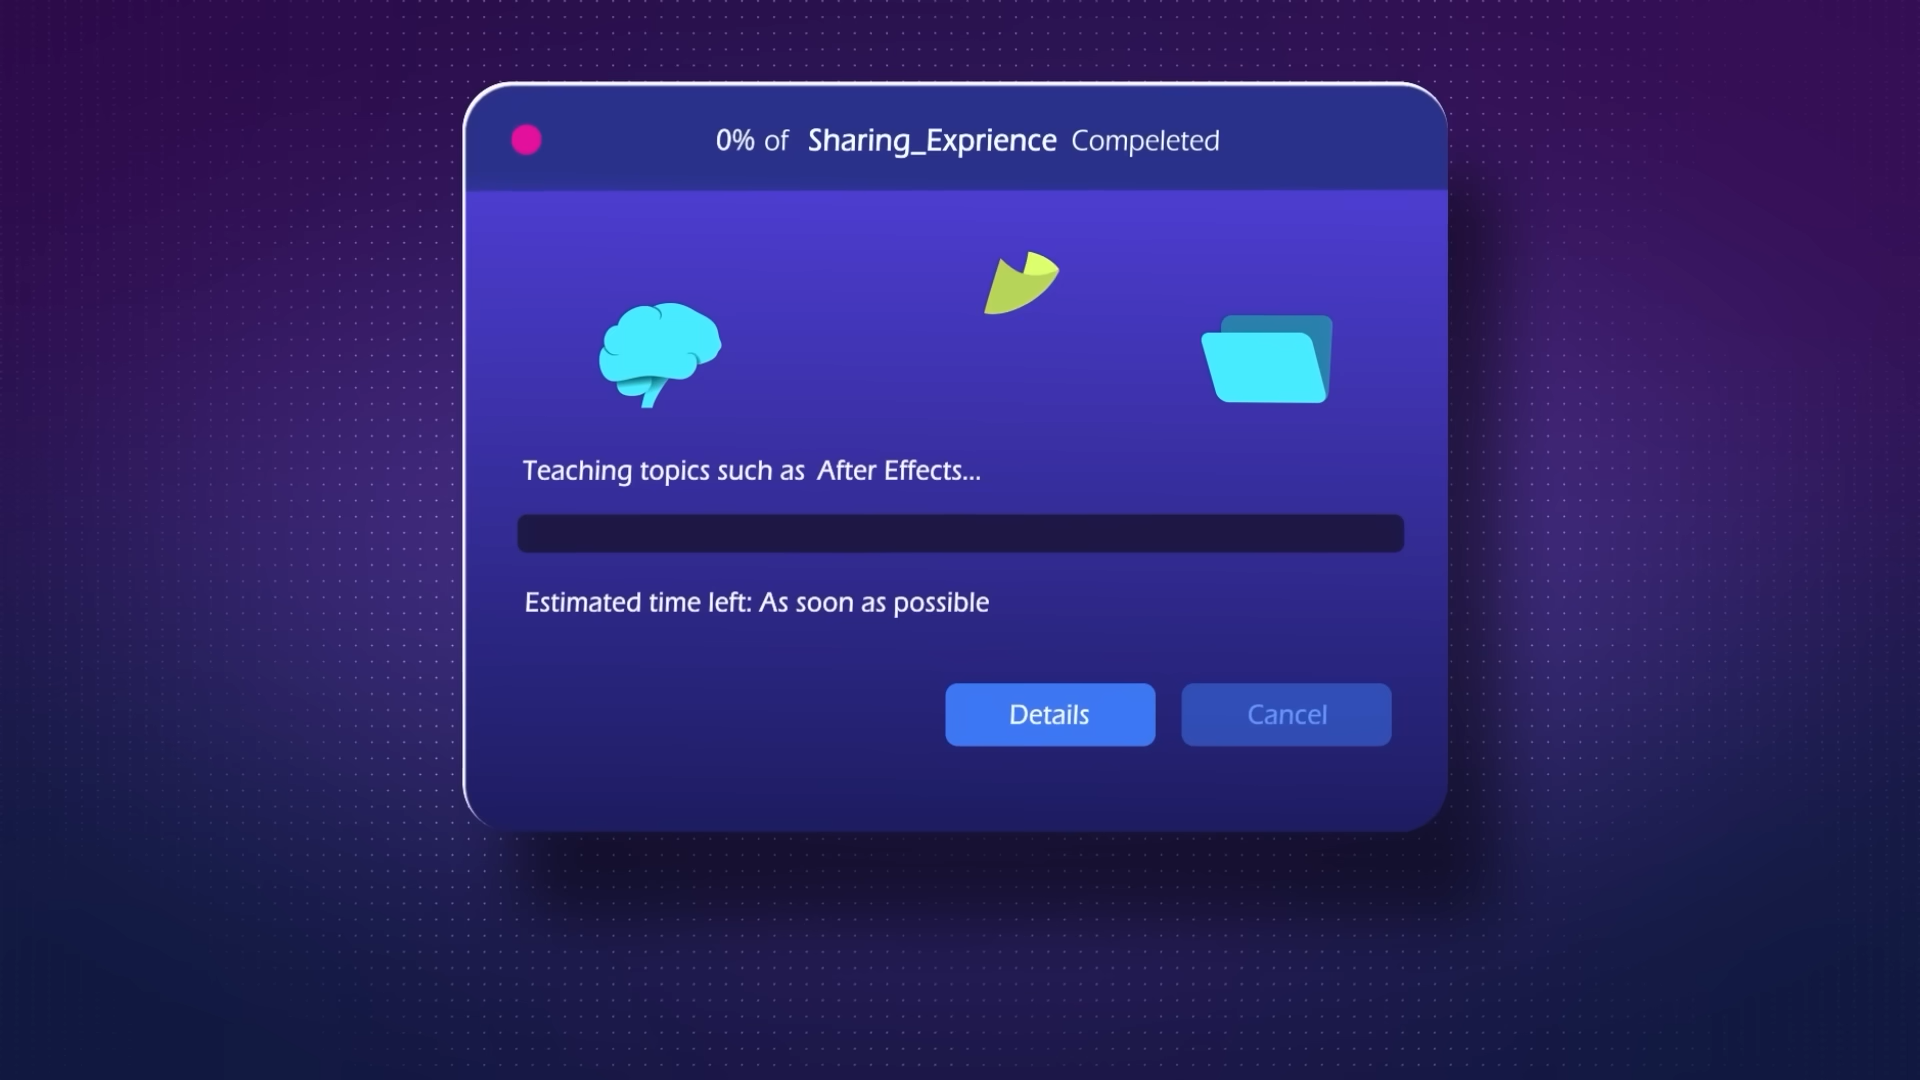 0% of Sharing_Exprience Compeleted
Teaching topics such as After Effects...
Estimated time left: As soon as possible
Details Cancel